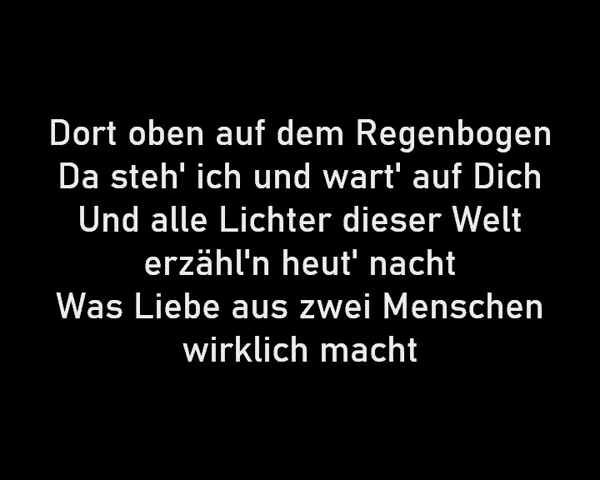 Dort oben auf dem Regenbogen
Da steh' ich und wart' auf Dich
Und alle Lichter dieser Welt
erzähl'n heut' nacht
Was Liebe aus zwei Menschen
wirklich macht